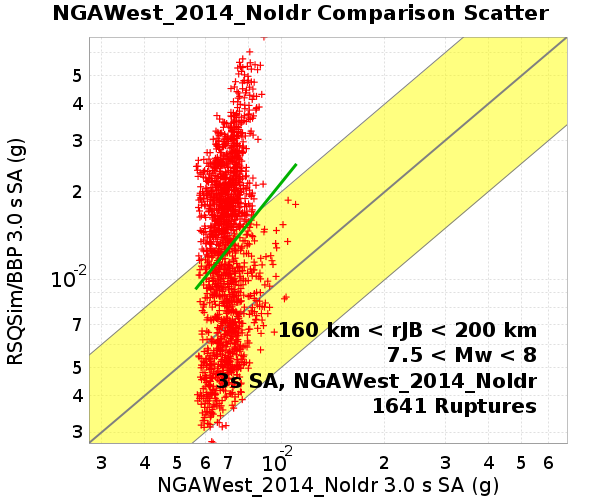 NGAWest_2014_NoIdr Comparison Scatter
RSQSim/BBP 3.0 s SA (g)
5
4
3
2
10-2
7
5
4
3
160 km < rJB < 200 km
7.5 < Mw < 8
3s SA, NGAWest_2014_NoIdr
1641 Ruptures
3 4 5 6 7 10-2 2 3 4 5 6
NGAWest_2014_NoIdr 3.0 s SA (g)